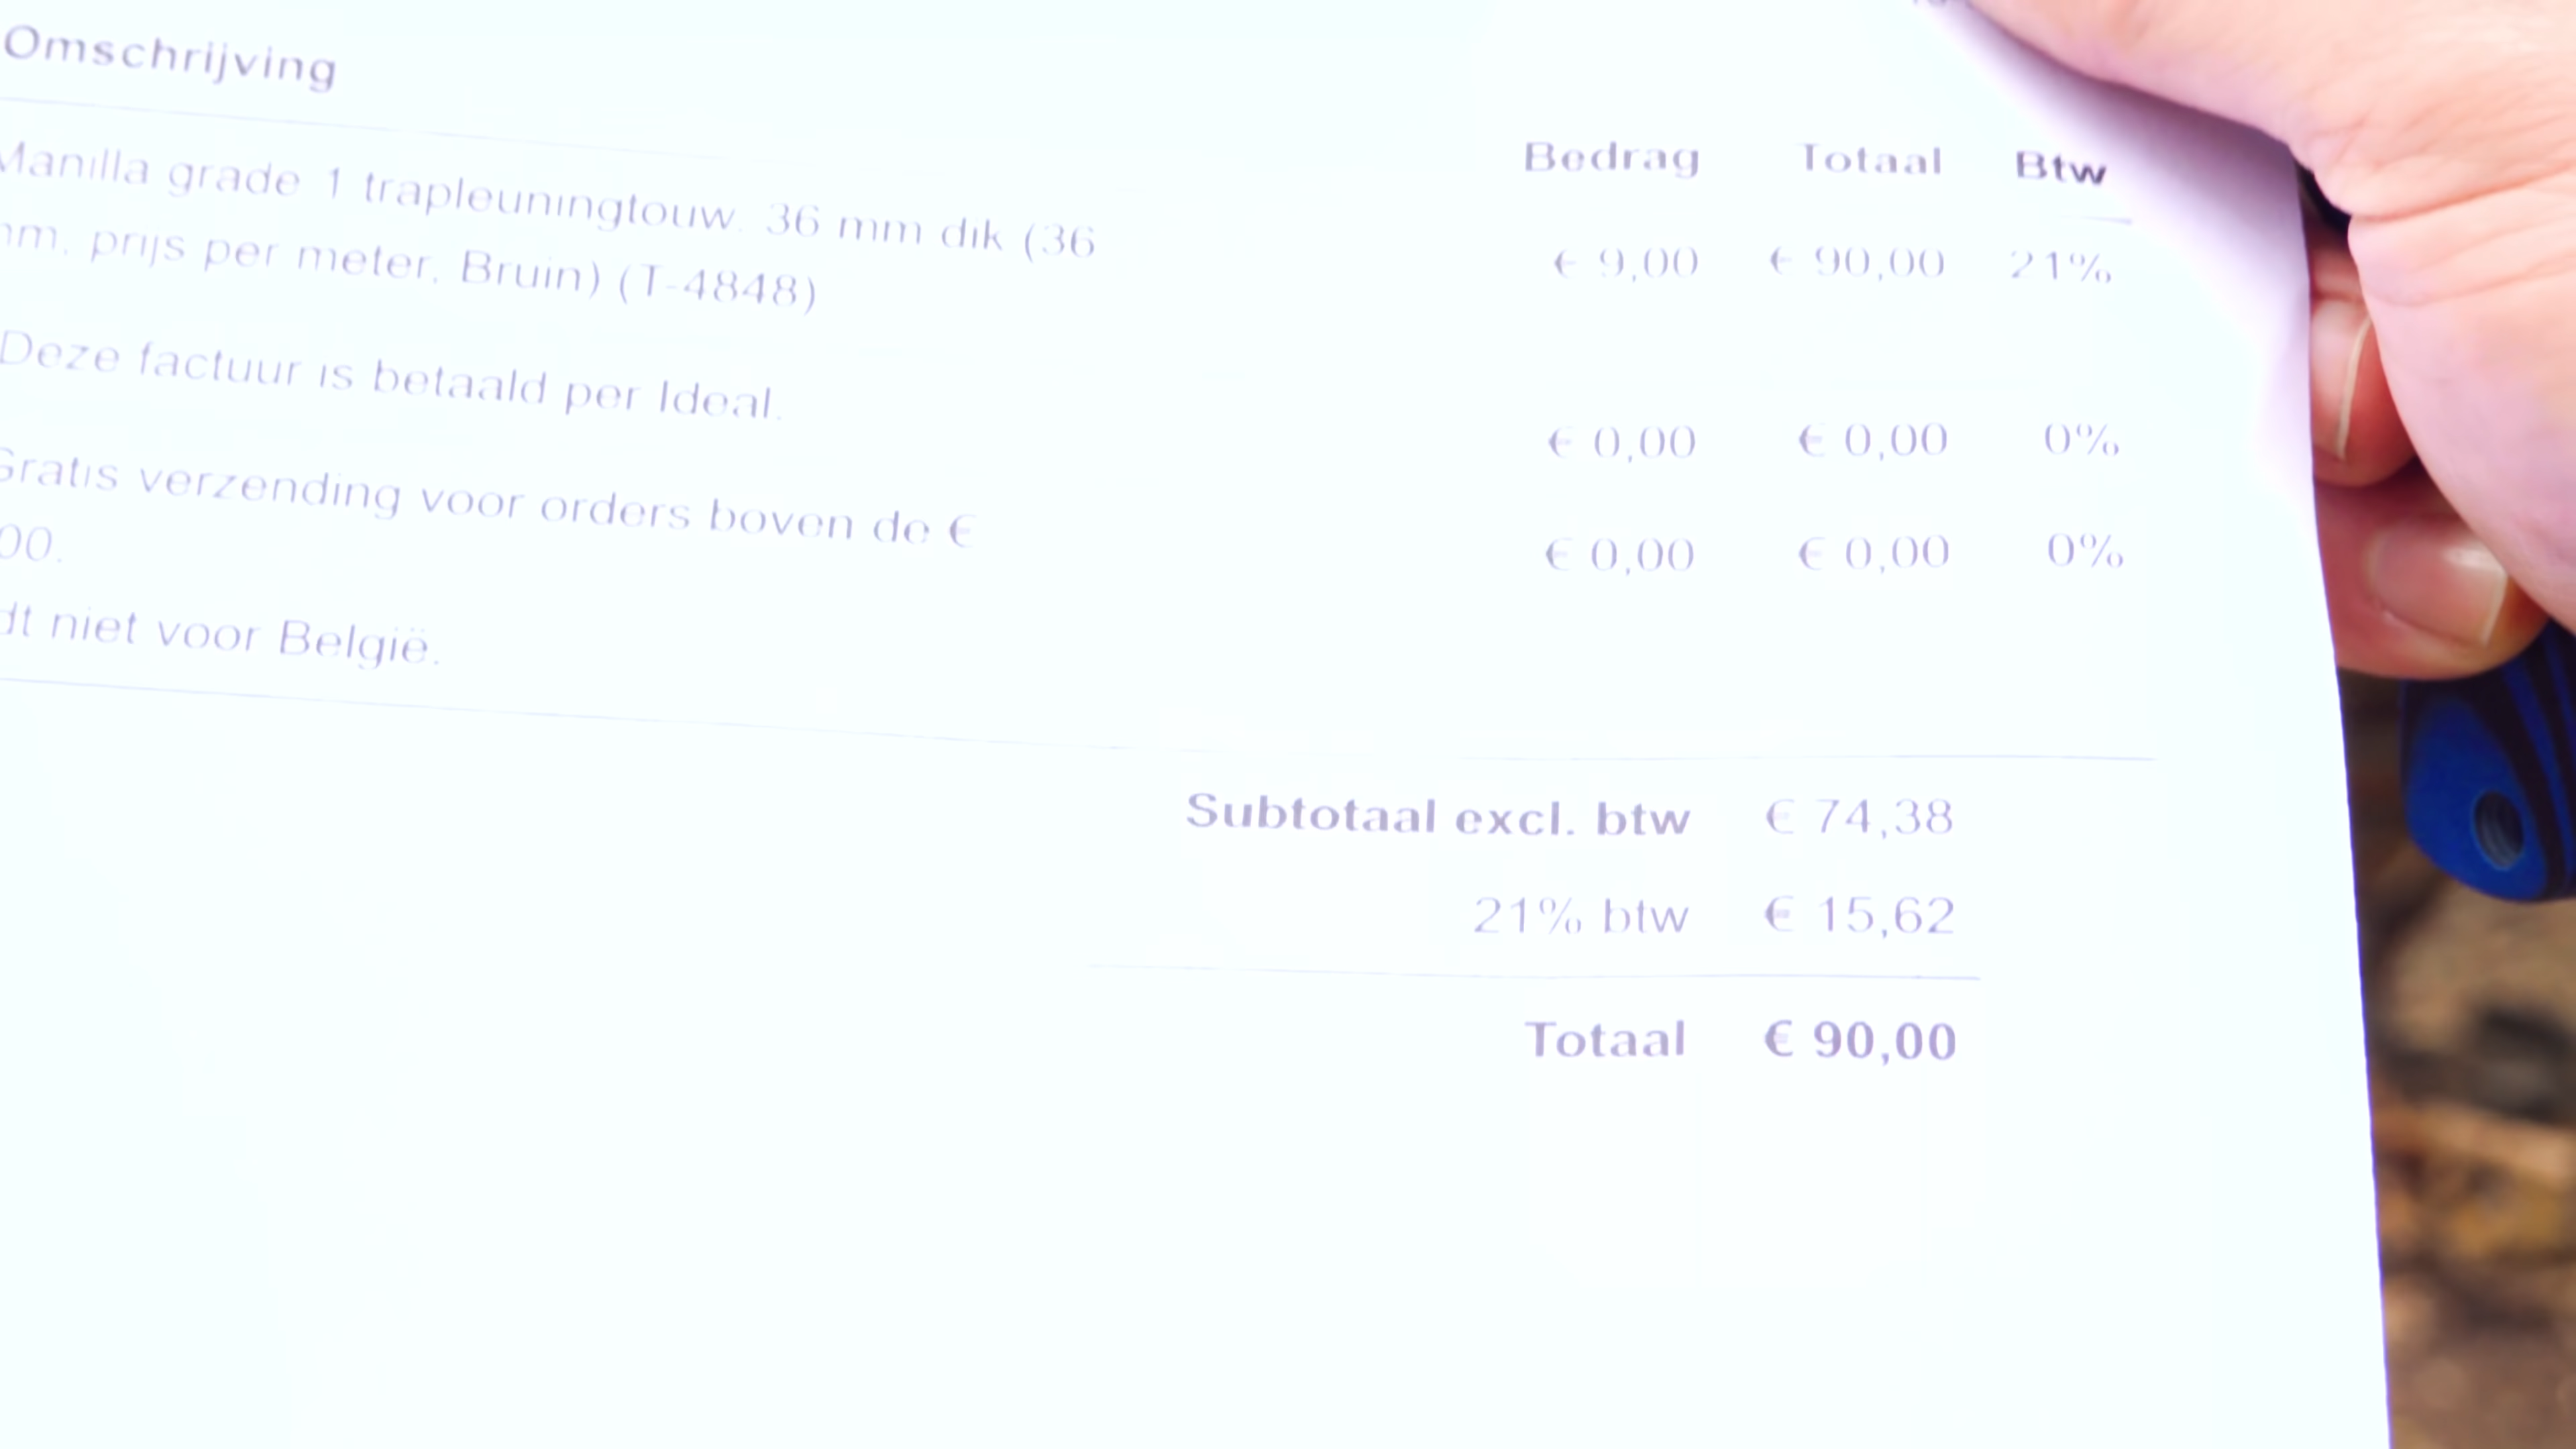 Omschrijving Bedrag Totaal Btw
Manilla grade 1 trapleuningtouw. 36 mm dik (36 € 9,00 € 90,00 21%
mm, prijs per meter, Bruin) (T-4848)
Deze factuur is betaald per Ideal. € 0,00 € 0,00 0%
Gratis verzending voor orders boven de € € 0,00 € 0,00 0%
00.
dt niet voor België.
Subtotaal excl. btw € 74,38
21% btw € 15,62
Totaal € 90,00